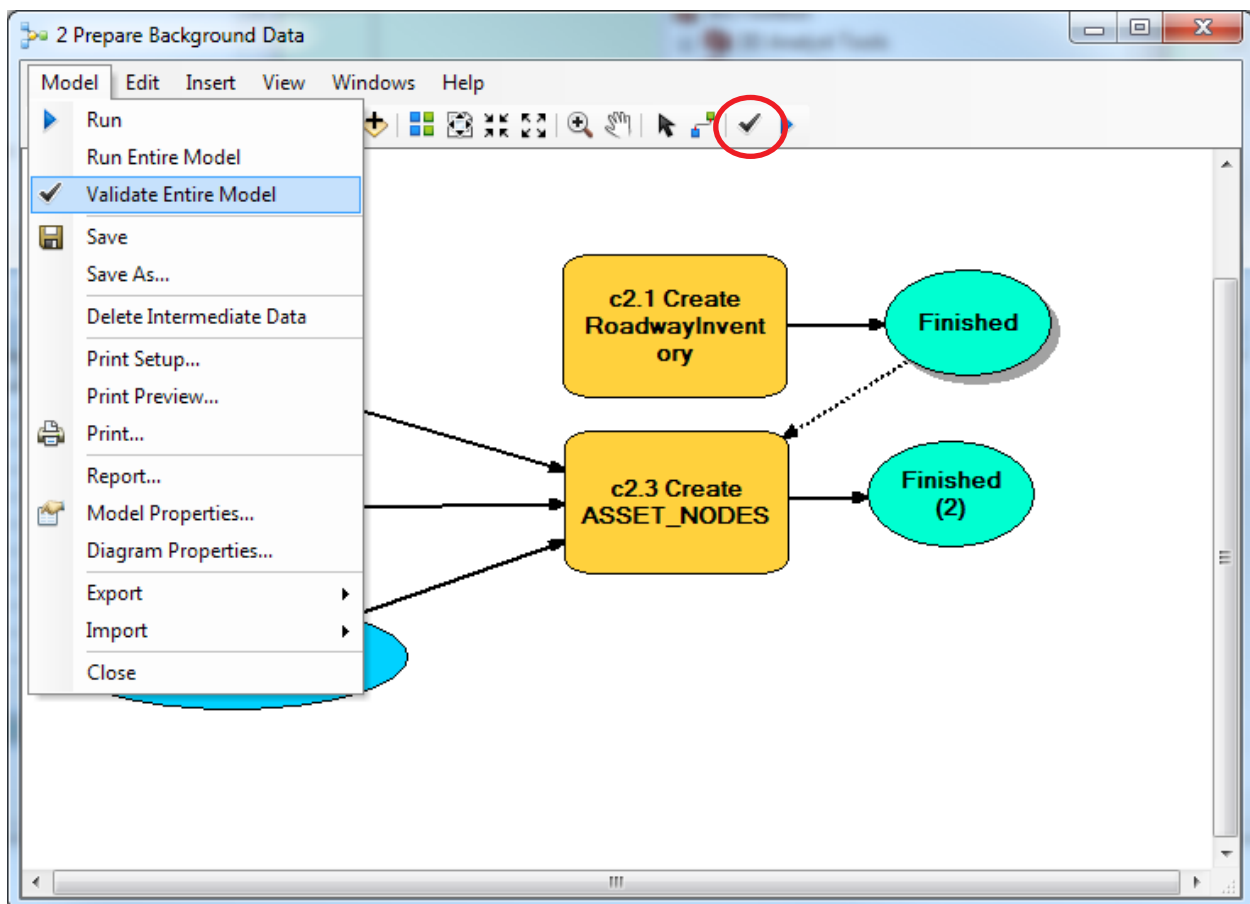 2 Prepare Background Data
Model Edit Insert View Windows Help
Run
Run Entire Model
Validate Entire Model
Save
Save As...
Delete Intermediate Data
Print Setup...
Print Preview...
Print...
Report...
Model Properties...
Diagram Properties...
Export
Import
Close
c2.1 Create
RoadwayInvent
ory
Finished
c2.3 Create
ASSET_NODES
Finished
(2)